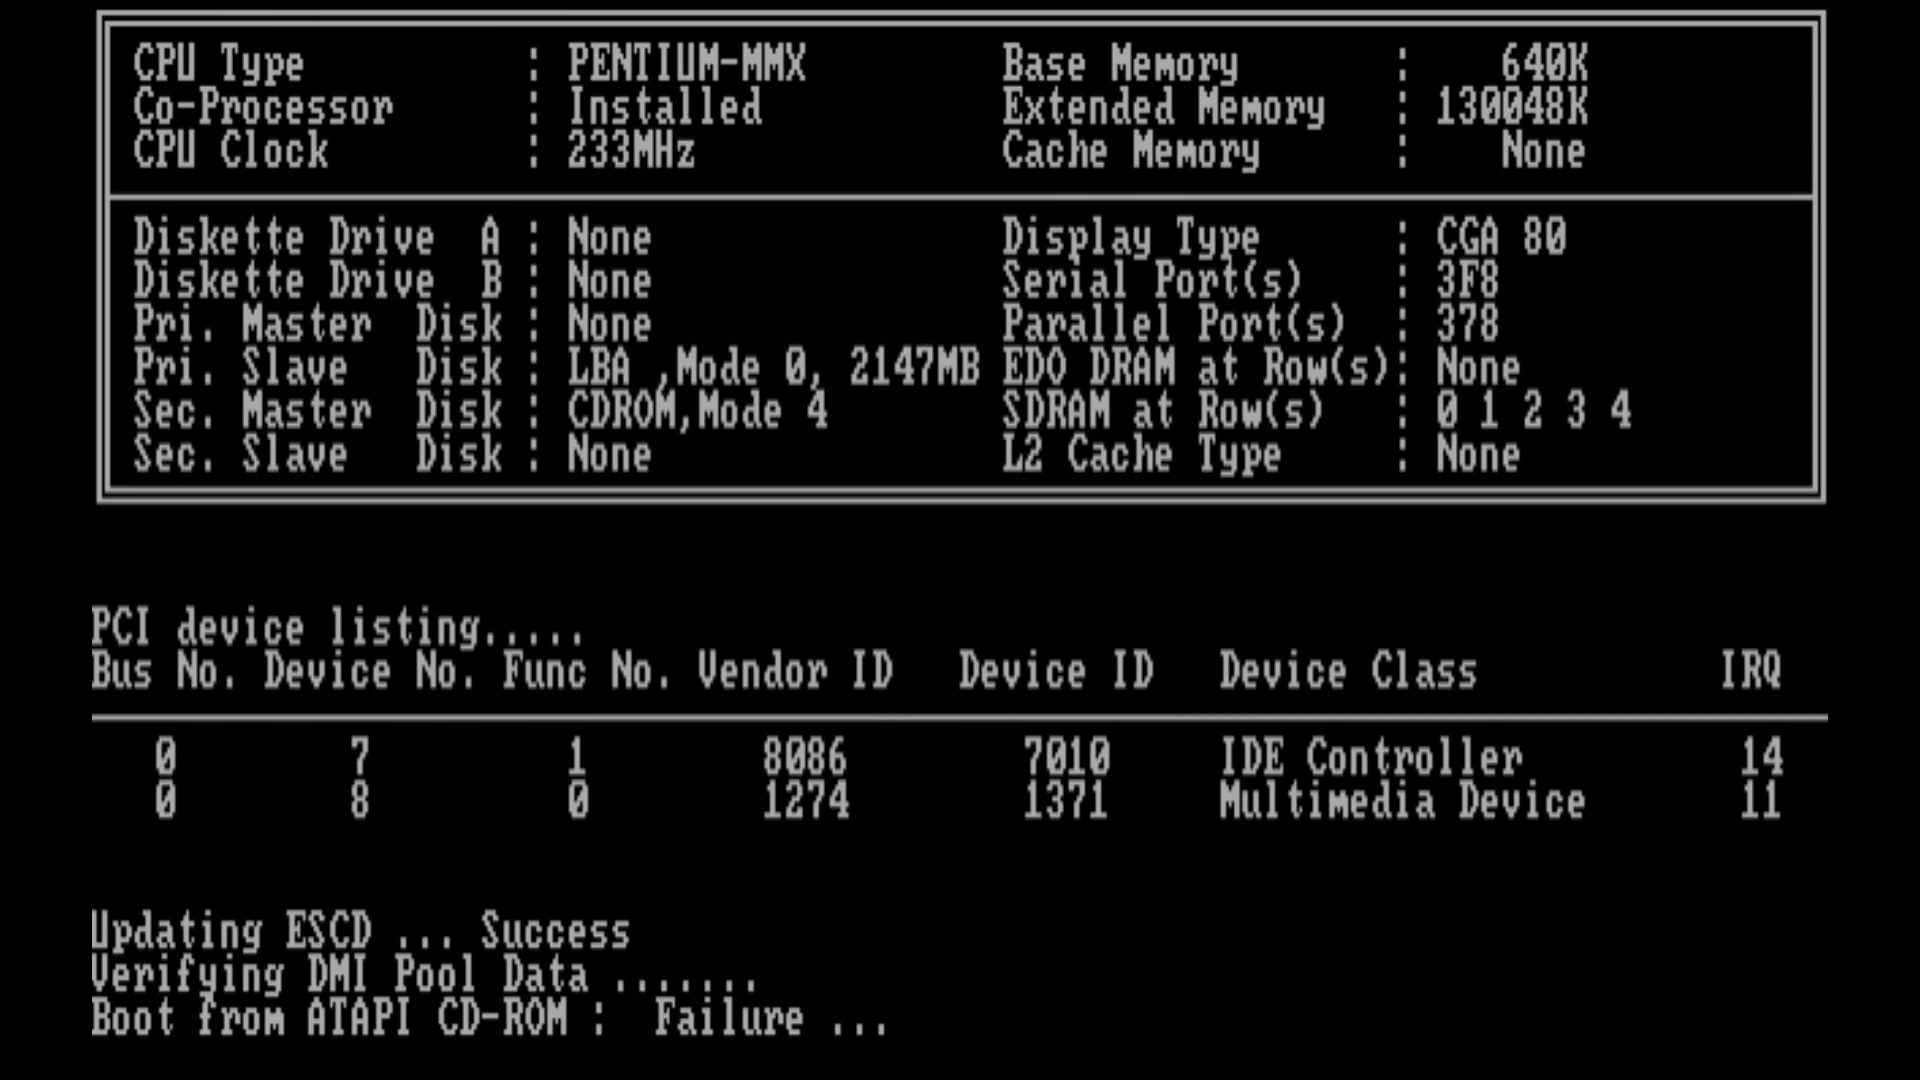 CPU Type : PENTIUM-MMX Base Memory : 640K
Co-Processor : Installed Extended Memory : 130048K
CPU Clock : 233MHz Cache Memory : None
Diskette Drive A : None Display Type : CGA 80
Diskette Drive B : None Serial Port(s) : 3F8
Pri. Master Disk : None Parallel Port(s) : 378
Pri. Slave Disk : LBA ,Mode 0, 2147MB EDO DRAM at Row(s): None
Sec. Master Disk : CDROM,Mode 4 SDRAM at Row(s) : 0 1 2 3 4
Sec. Slave Disk : None L2 Cache Type : None
PCI device listing.....
Bus No. Device No. Func No. Vendor ID Device ID Device Class IRQ
0 7 1 8086 7010 IDE Controller 14
0 8 0 1274 1371 Multimedia Device 11
Updating ESCD ... Success
Verifying DMI Pool Data .......
Boot from ATAPI CD-ROM : Failure ...